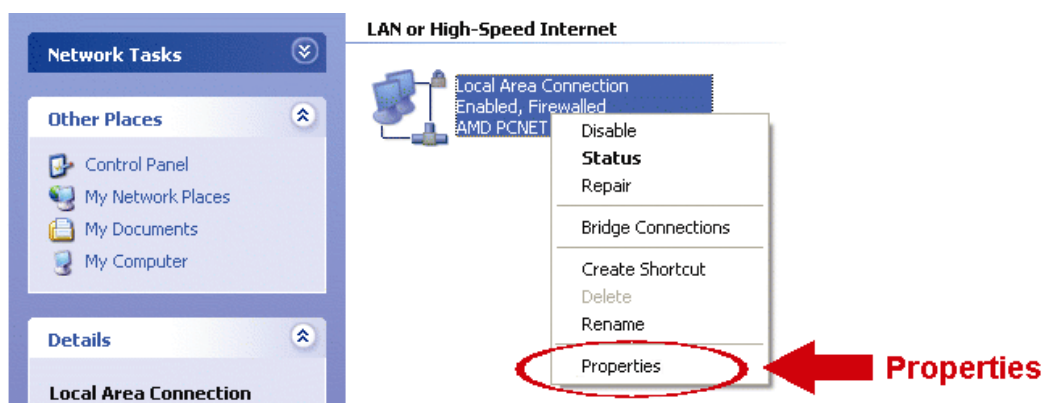 Network Tasks
Other Places
Control Panel
My Network Places
My Documents
My Computer
Details
Local Area Connection
LAN or High-Speed Internet
Local Area Connection
Enabled, Firewalled
AMD PCNET
Disable
Status
Repair
Bridge Connections
Create Shortcut
Delete
Rename
Properties
Properties